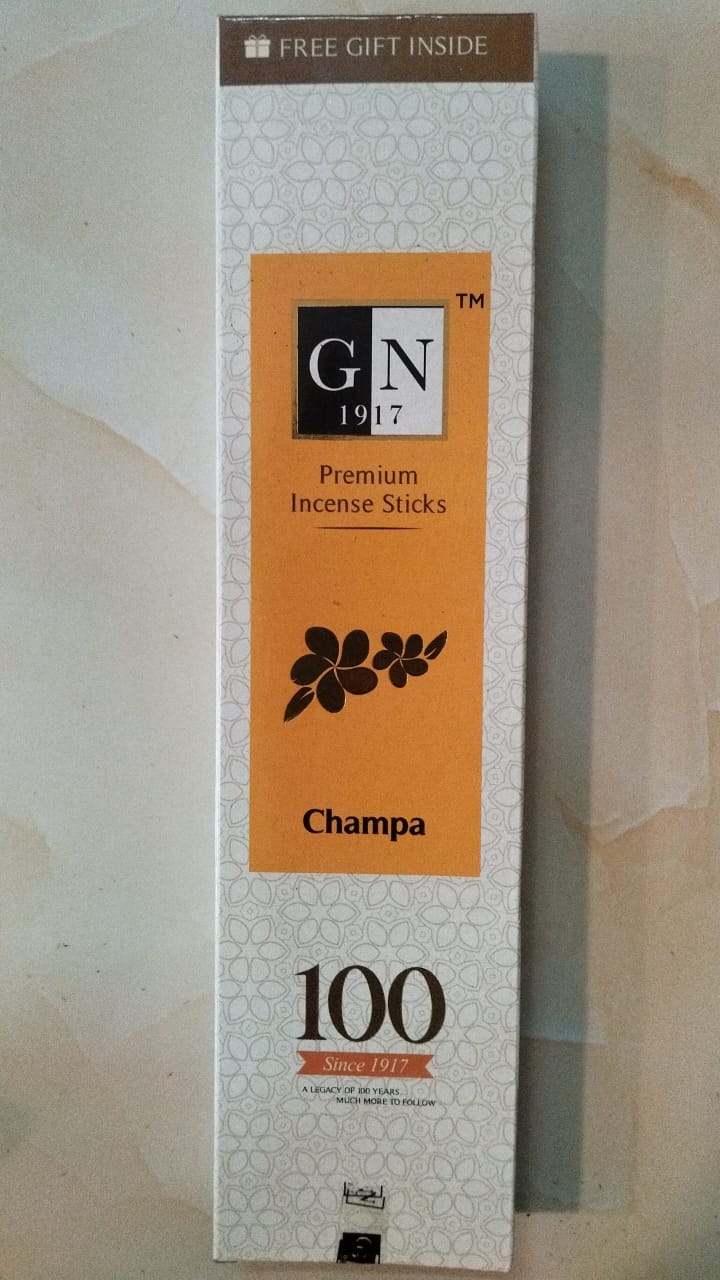 FREE GIFT INSIDE
TM
G N
1917
Premium
Incense Sticks
Champa
100
Since 1917
A LEGACY OF 100 YEARS...
MUCH MORE TO FOLLOW